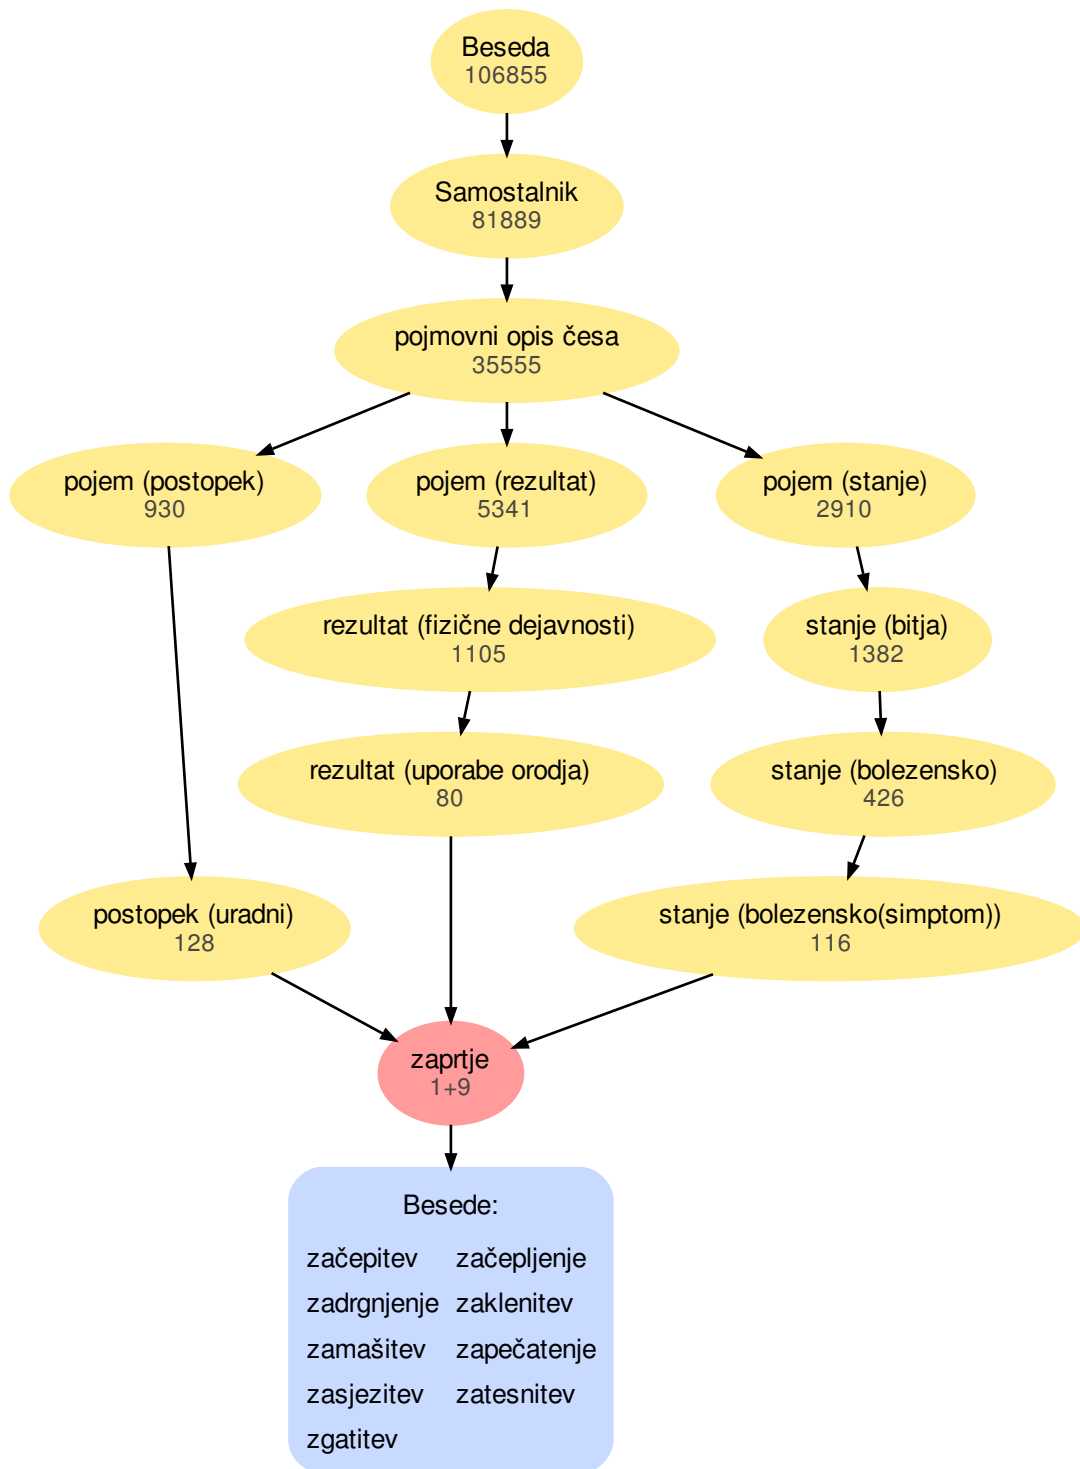 Beseda
106855
Samostalnik
81889
pojmovni opis česa
35555
pojem (postopek)
930
pojem (rezultat)
5341
pojem (stanje)
2910
rezultat (fizične dejavnosti)
1105
stanje (bitja)
1382
rezultat (uporabe orodja)
80
stanje (bolezensko)
426
postopek (uradni)
128
stanje (bolezensko(simptom))
116
zaprtje
1+9
Besede:
začepitev začepljenje
zadrgnjenje zaklenitev
zamašitev zapečatenje
zasjezitev zatesnitev
zgatitev